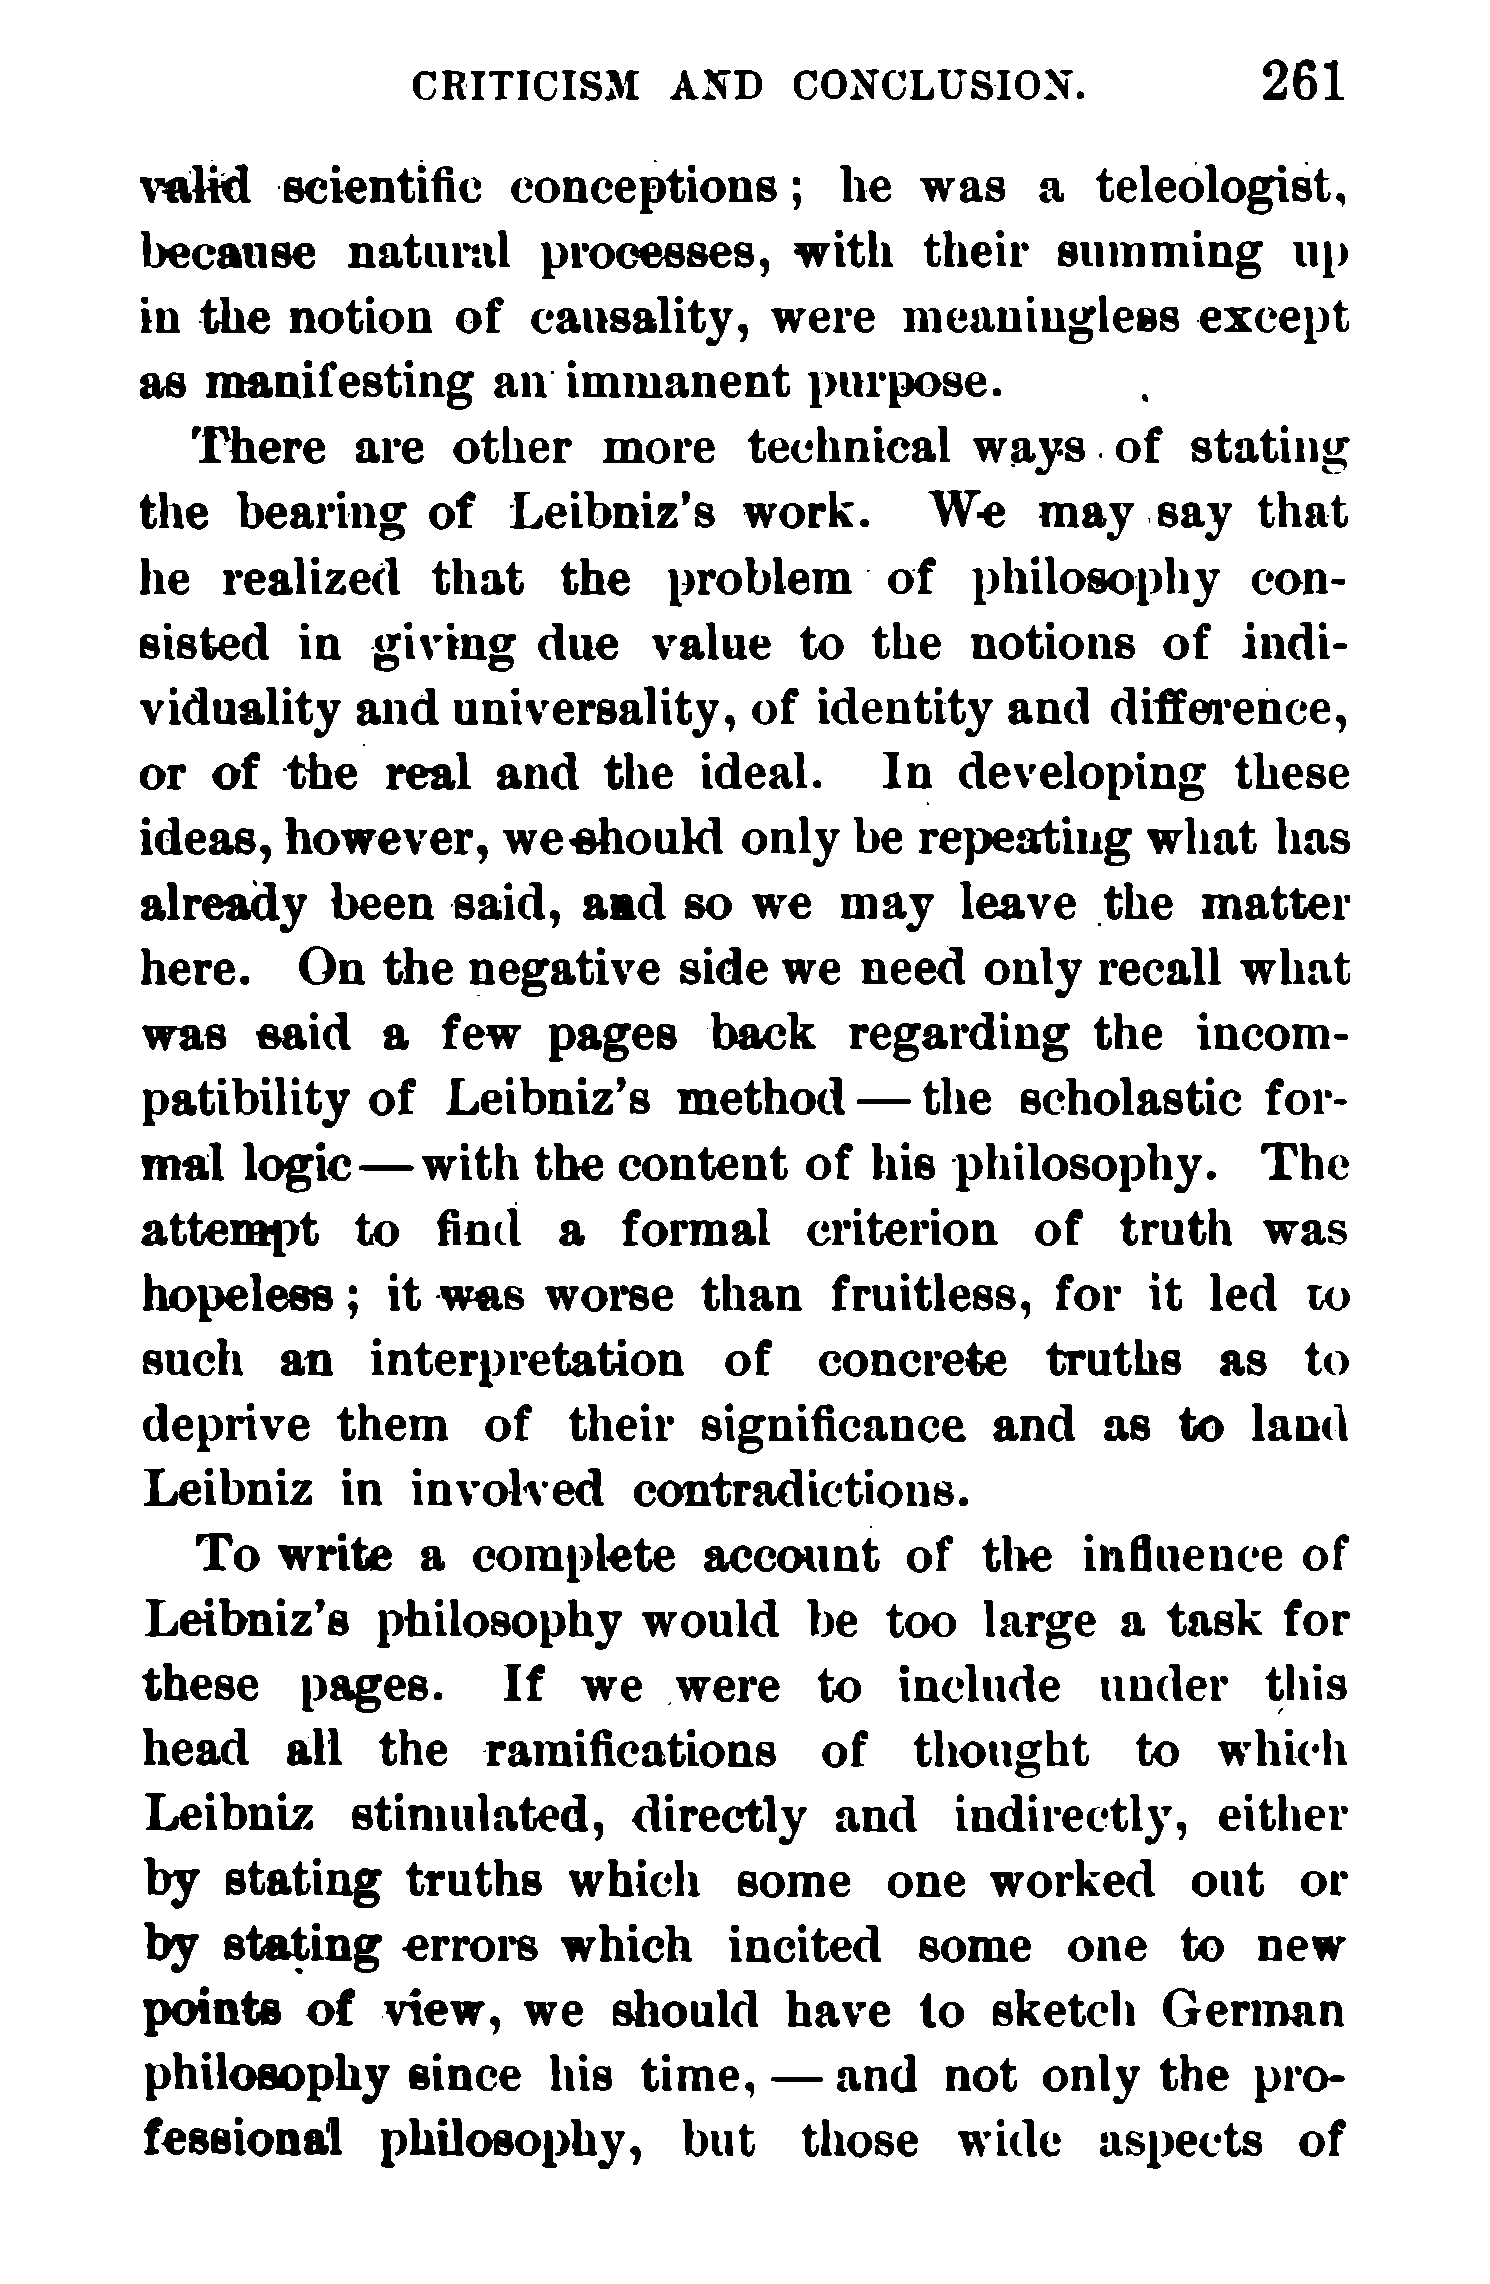 CRITICISM AND CONCLUSION. 261
valid scientific conceptions; he was a teleologist,
because natural processes, with their summing up
in the notion of causality, were meaningless except
as manifesting an immanent purpose.
There are other more technical ways of stating
the bearing of Leibniz's work. We may say that
he realized that the problem of philosophy con-
sisted in giving due value to the notions of indi-
viduality and universality, of identity and difference,
or of the real and the ideal. In developing these
ideas, however, we should only be repeating what has
already been said, and so we may leave the matter
here. On the negative side we need only recall what
was said a few pages back regarding the incom-
patibility of Leibniz's method — the scholastic for-
mal logic — with the content of his philosophy. The
attempt to find a formal criterion of truth was
hopeless; it was worse than fruitless, for it led to
such an interpretation of concrete truths as to
deprive them of their significance and as to land
Leibniz in involved contradictions.
To write a complete account of the influence of
Leibniz's philosophy would be too large a task for
these pages. If we were to include under this
head all the ramifications of thought to which
Leibniz stimulated, directly and indirectly, either
by stating truths which some one worked out or
by stating errors which incited some one to new
points of view, we should have to sketch German
philosophy since his time, — and not only the pro-
fessional philosophy, but those wide aspects of